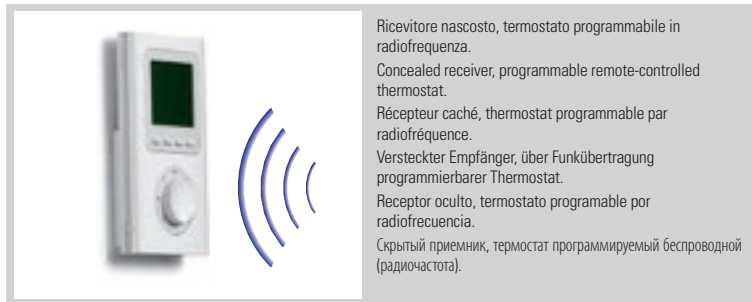 Ricevitore nascosto, termostato programmabile in
radiofrequenza.
Concealed receiver, programmable remote-controlled
thermostat.
Récepteur caché, thermostat programmable par
radiofréquence.
Versteckter Empfänger, über Funkübertragung
programmierbarer Thermostat.
Receptor oculto, termostato programable por
radiofrecuencia.
Скрытый приемник, термостат программируемый беспроводной
(радиочастота).